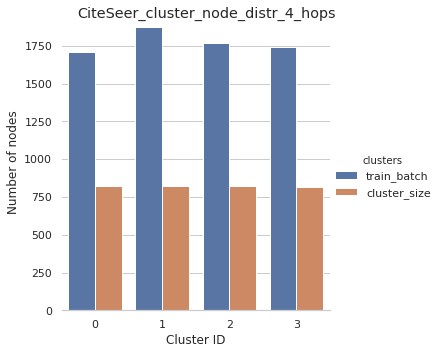 CiteSeer_cluster_node_distr_4_hops
Number of nodes
1750
1500
1250
1000
750
500
250
0
0 1 2 3
Cluster ID
clusters
train_batch
cluster_size